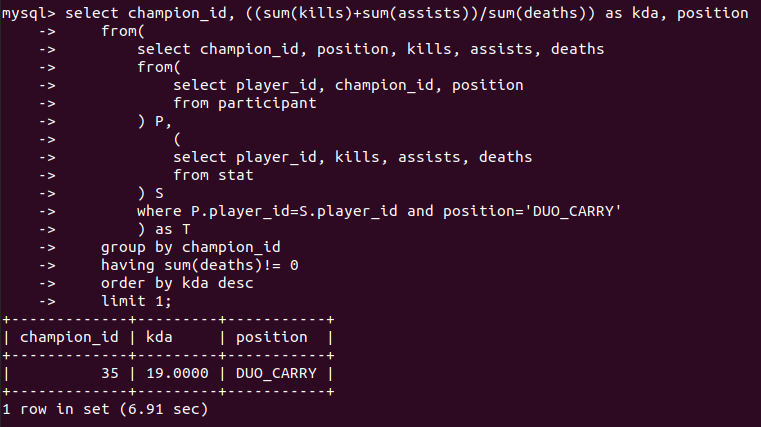 mysql> select champion_id, ((sum(kills)+sum(assists))/sum(deaths)) as kda, position
    ->     from(
    ->         select champion_id, position, kills, assists, deaths
    ->         from(
    ->             select player_id, champion_id, position
    ->             from participant
    ->         ) P,
    ->             (
    ->             select player_id, kills, assists, deaths
    ->             from stat
    ->         ) S
    ->         where P.player_id=S.player_id and position='DUO_CARRY'
    ->         ) as T
    ->     group by champion_id
    ->     having sum(deaths)!= 0
    ->     order by kda desc
    ->     limit 1;
+-------------+---------+-----------+
| champion_id | kda     | position  |
+-------------+---------+-----------+
|          35 | 19.0000 | DUO_CARRY |
+-------------+---------+-----------+
1 row in set (6.91 sec)